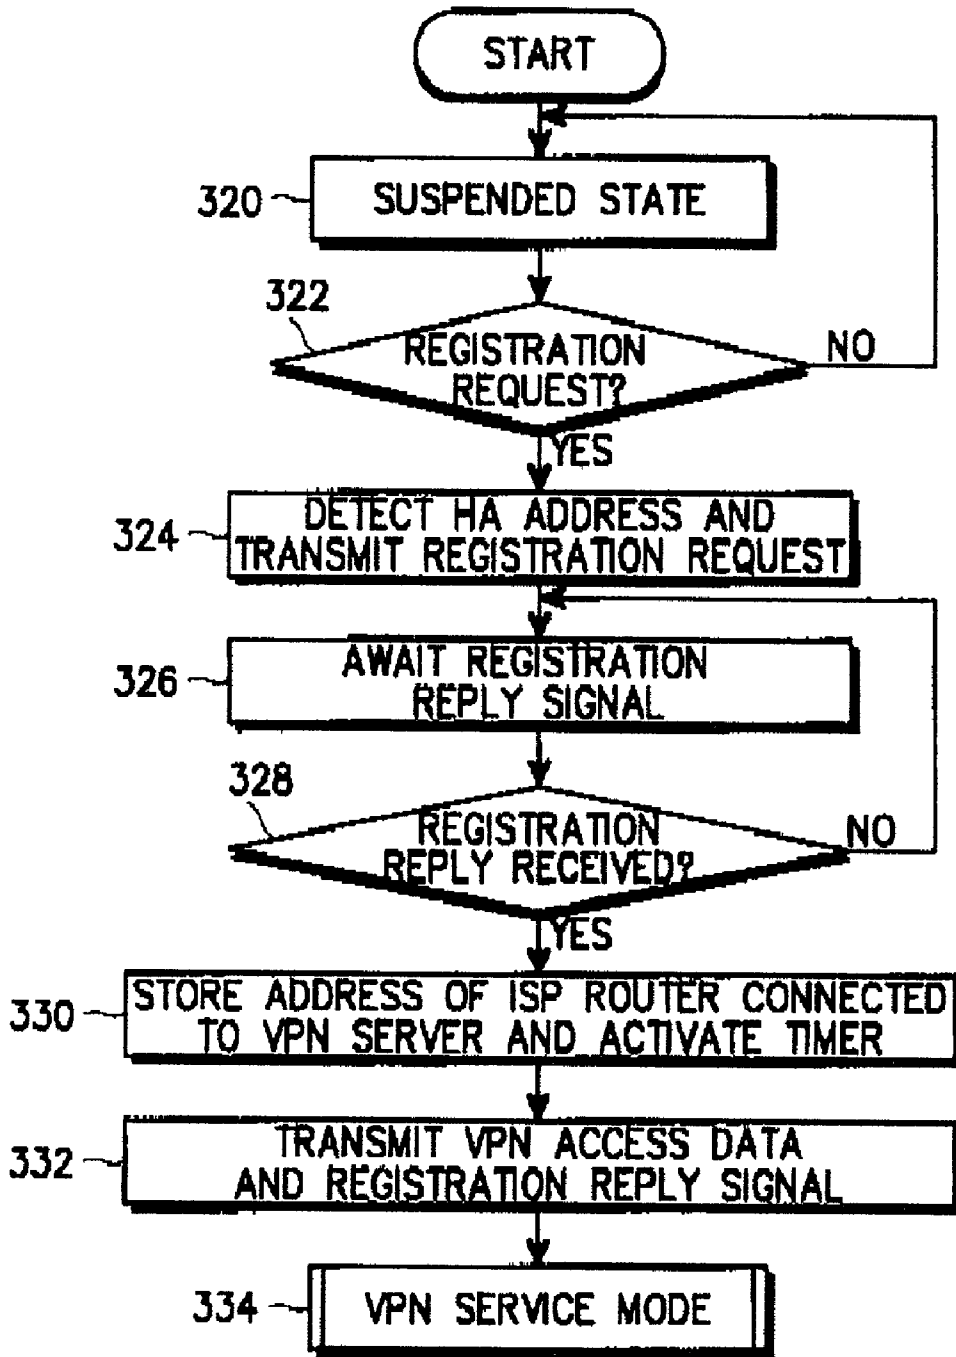 START
320
SUSPENDED STATE
322
REGISTRATION
REQUEST?
NO
YES
324
DETECT HA ADDRESS AND
TRANSMIT REGISTRATION REQUEST
326
AWAIT REGISTRATION
REPLY SIGNAL
328
REGISTRATION
REPLY RECEIVED?
NO
YES
330
STORE ADDRESS OF ISP ROUTER CONNECTED
TO VPN SERVER AND ACTIVATE TIMER
332
TRANSMIT VPN ACCESS DATA
AND REGISTRATION REPLY SIGNAL
334
VPN SERVICE MODE